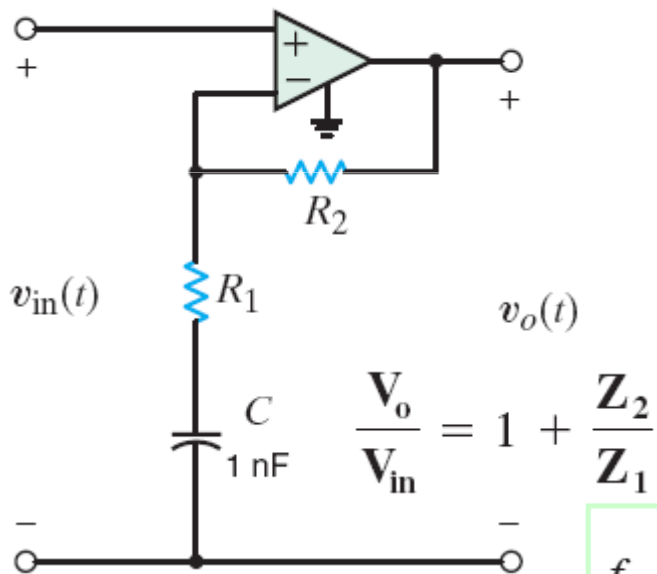 +
+
−
+
R2
vin(t)
R1
vo(t)
C
1 nF
Vo/Vin = 1 + Z2/Z1
−
−